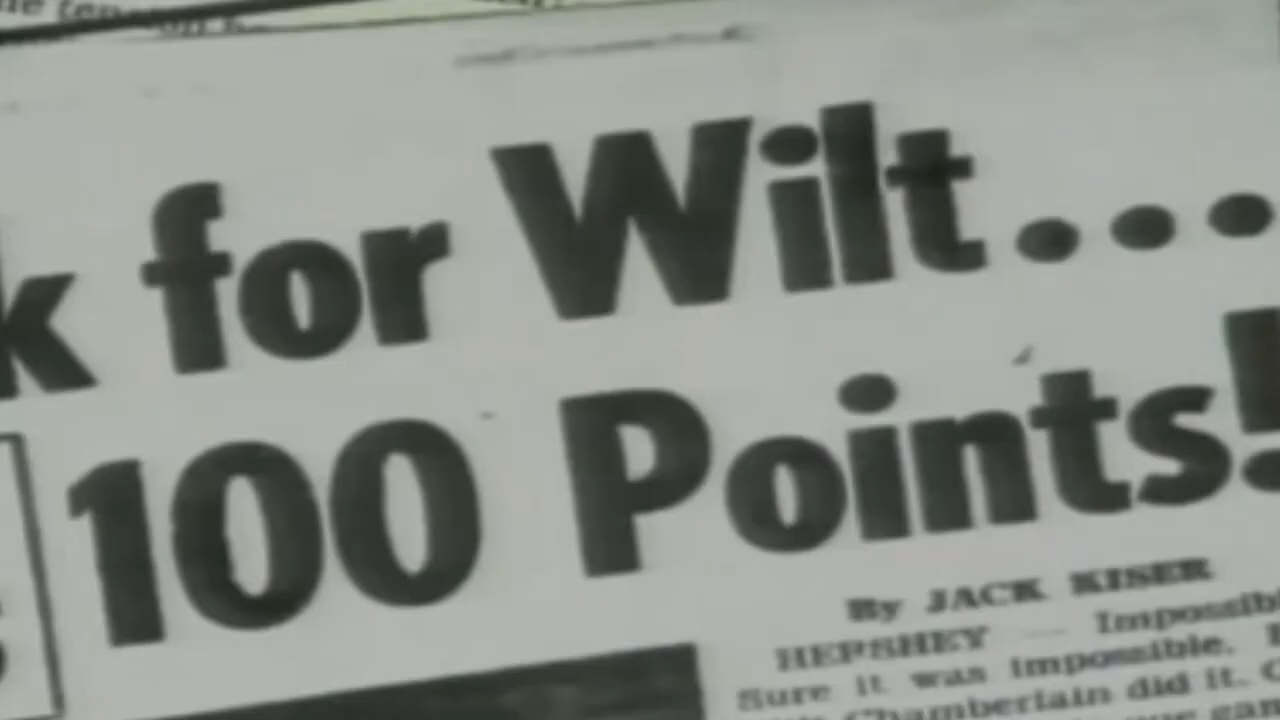 k for Wilt...
100 Points!
By JACK KISER
HERSHEY — Impossib
Sure it was impossible.
Chamberlain did it.